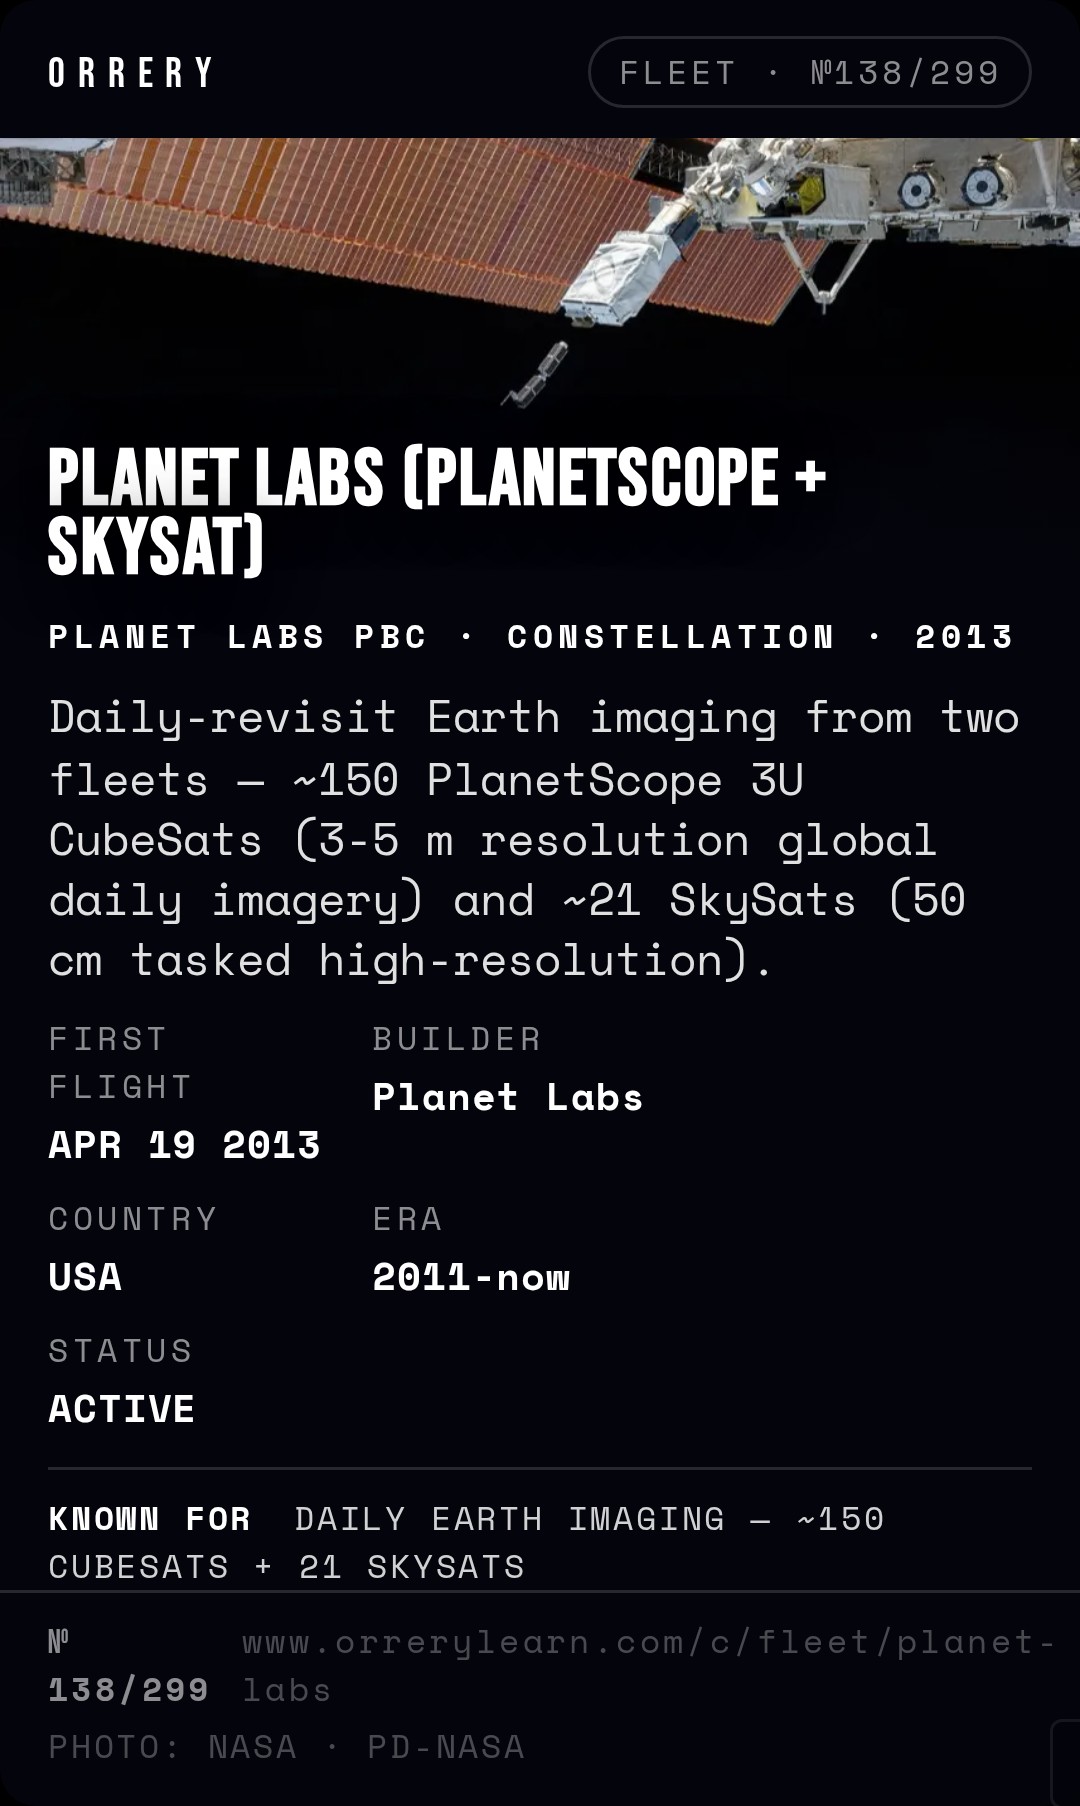 ORRERY
FLEET · №138/299
PLANET LABS (PLANETSCOPE +
SKYSAT)
PLANET LABS PBC · CONSTELLATION · 2013
Daily-revisit Earth imaging from two
fleets — ~150 PlanetScope 3U
CubeSats (3-5 m resolution global
daily imagery) and ~21 SkySats (50
cm tasked high-resolution).
FIRST
FLIGHT
APR 19 2013
BUILDER
Planet Labs
COUNTRY
USA
ERA
2011-now
STATUS
ACTIVE
KNOWN FOR DAILY EARTH IMAGING — ~150
CUBESATS + 21 SKYSATS
№
138/299
www.orrerylearn.com/c/fleet/planet-
labs
PHOTO: NASA · PD-NASA